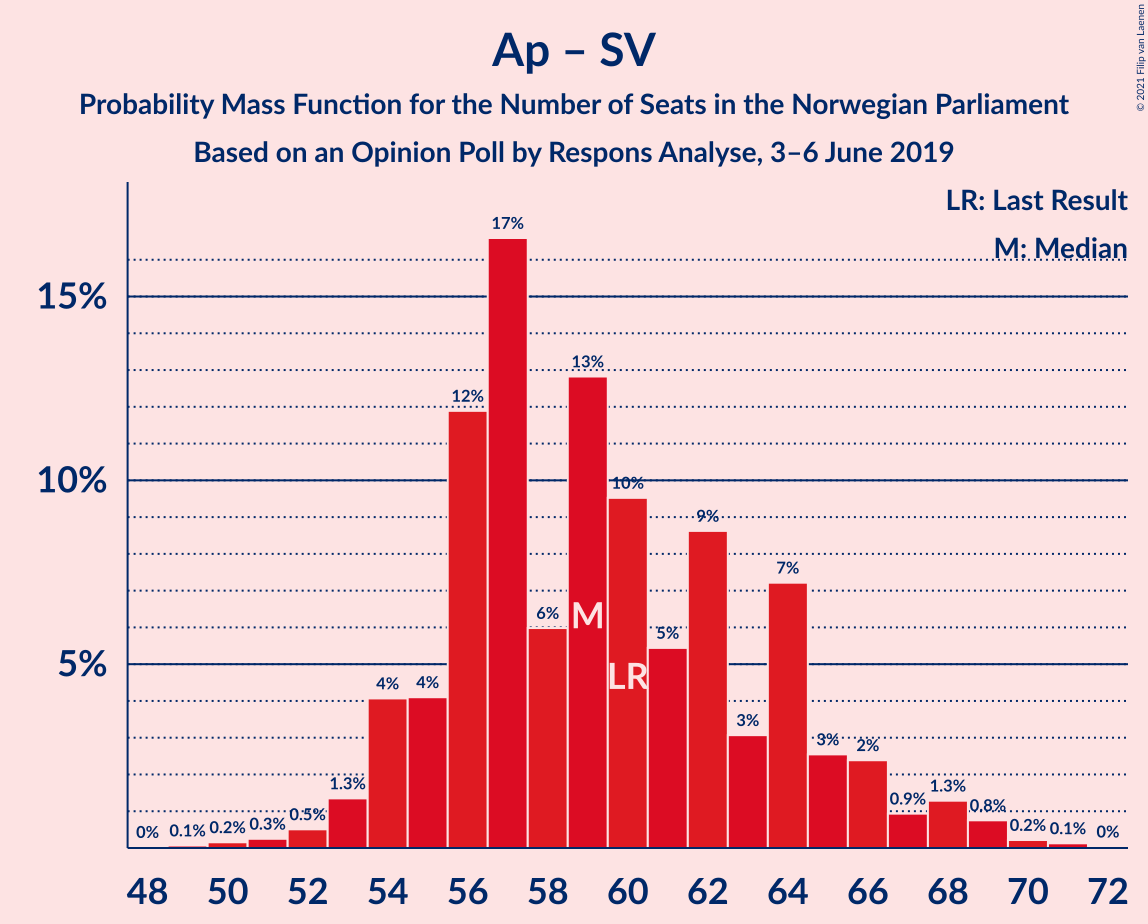 Ap – SV
Probability Mass Function for the Number of Seats in the Norwegian Parliament
Based on an Opinion Poll by Respons Analyse, 3–6 June 2019
© 2021 Filip van Laenen
LR: Last Result
M: Median
15%
10%
5%
0% 0.1% 0.2% 0.3% 0.5% 1.3% 4% 4% 12% 17% 6% 13% 10% 5% 9% 3% 7% 3% 2% 0.9% 1.3% 0.8% 0.2% 0.1% 0%
M
LR
48 50 52 54 56 58 60 62 64 66 68 70 72